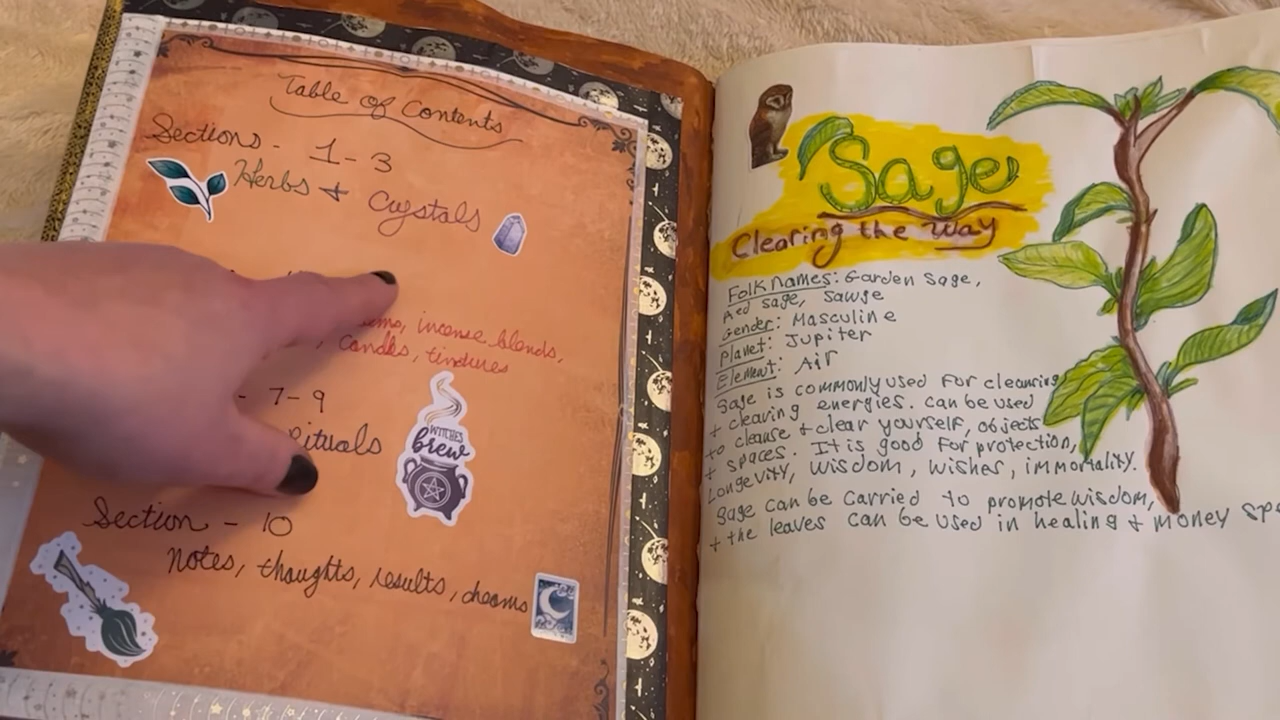 Table Of Contents
Sections - 1-3
Herbs + Crystals
incense blends,
candles, tinctures
- 7-9
Rituals
WITCHES
brew
Section - 10
Notes, thoughts, results, dreams
Sage
Clearing the Way
Folk Names: Garden Sage,
Red Sage, Sawge
Gender: Masculine
Planet: Jupiter
Element: Air
Sage is commonly used for cleansing
+ clearing energies. can be used
to cleanse + clear yourself, objects
+ spaces. It is good for protection,
Longevity, wisdom, wishes, immortality.
Sage can be carried to promote wisdom,
+ the leaves can be used in healing + money spe